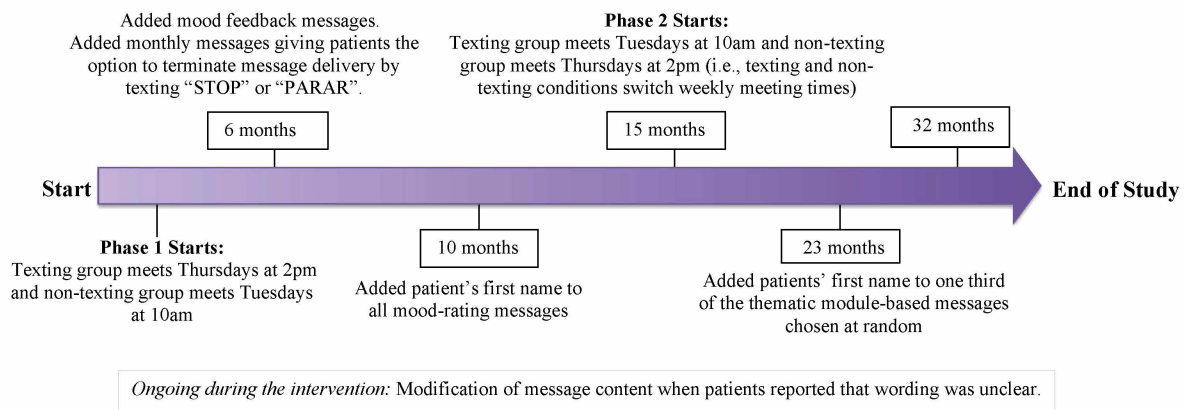 Added mood feedback messages.
Added monthly messages giving patients the
option to terminate message delivery by
texting “STOP” or “PARAR”.
6 months
Phase 2 Starts:
Texting group meets Tuesdays at 10am and non-texting
group meets Thursdays at 2pm (i.e., texting and non-
texting conditions switch weekly meeting times)
15 months
32 months
Start
End of Study
Phase 1 Starts:
Texting group meets Thursdays at 2pm
and non-texting group meets Tuesdays
at 10am
10 months
Added patient’s first name to
all mood-rating messages
23 months
Added patients’ first name to one third
of the thematic module-based messages
chosen at random
Ongoing during the intervention: Modification of message content when patients reported that wording was unclear.